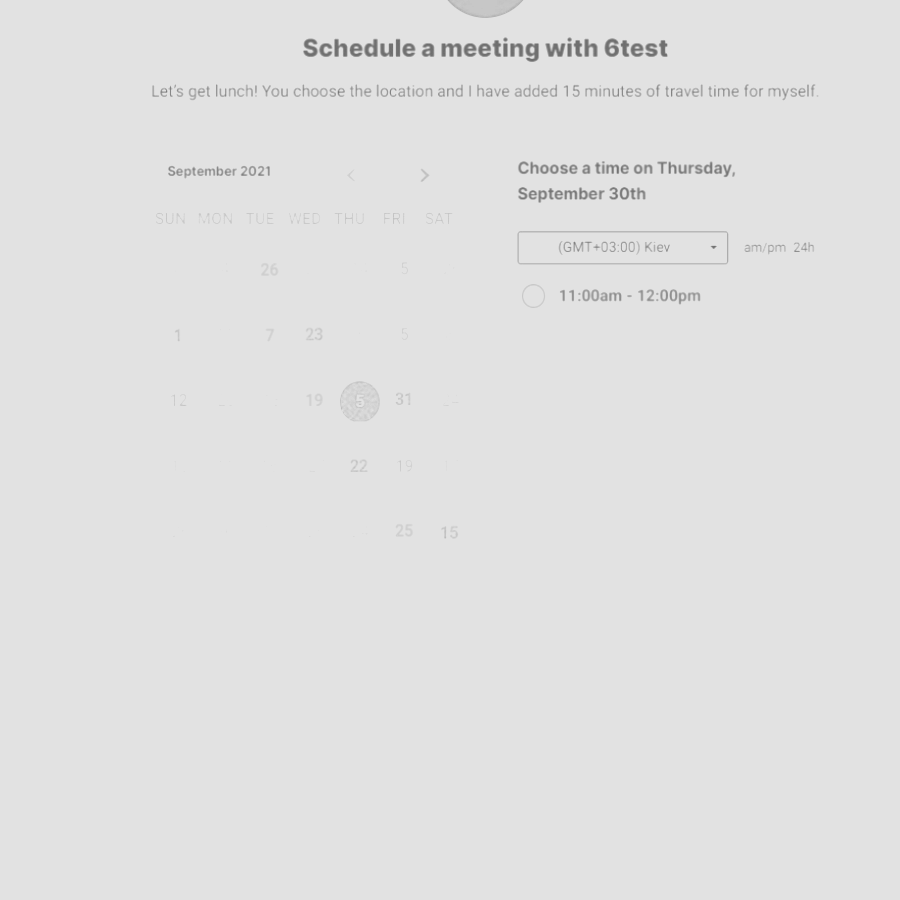 Schedule a meeting with 6test
Let's get lunch! You choose the location and I have added 15 minutes of travel time for myself.
September 2021
SUN MON TUE WED THU FRI SAT
26 5
1 7 23 5
12 19 5 31
22 19
25 15
Choose a time on Thursday,
September 30th
(GMT+03:00) Kiev am/pm 24h
11:00am - 12:00pm